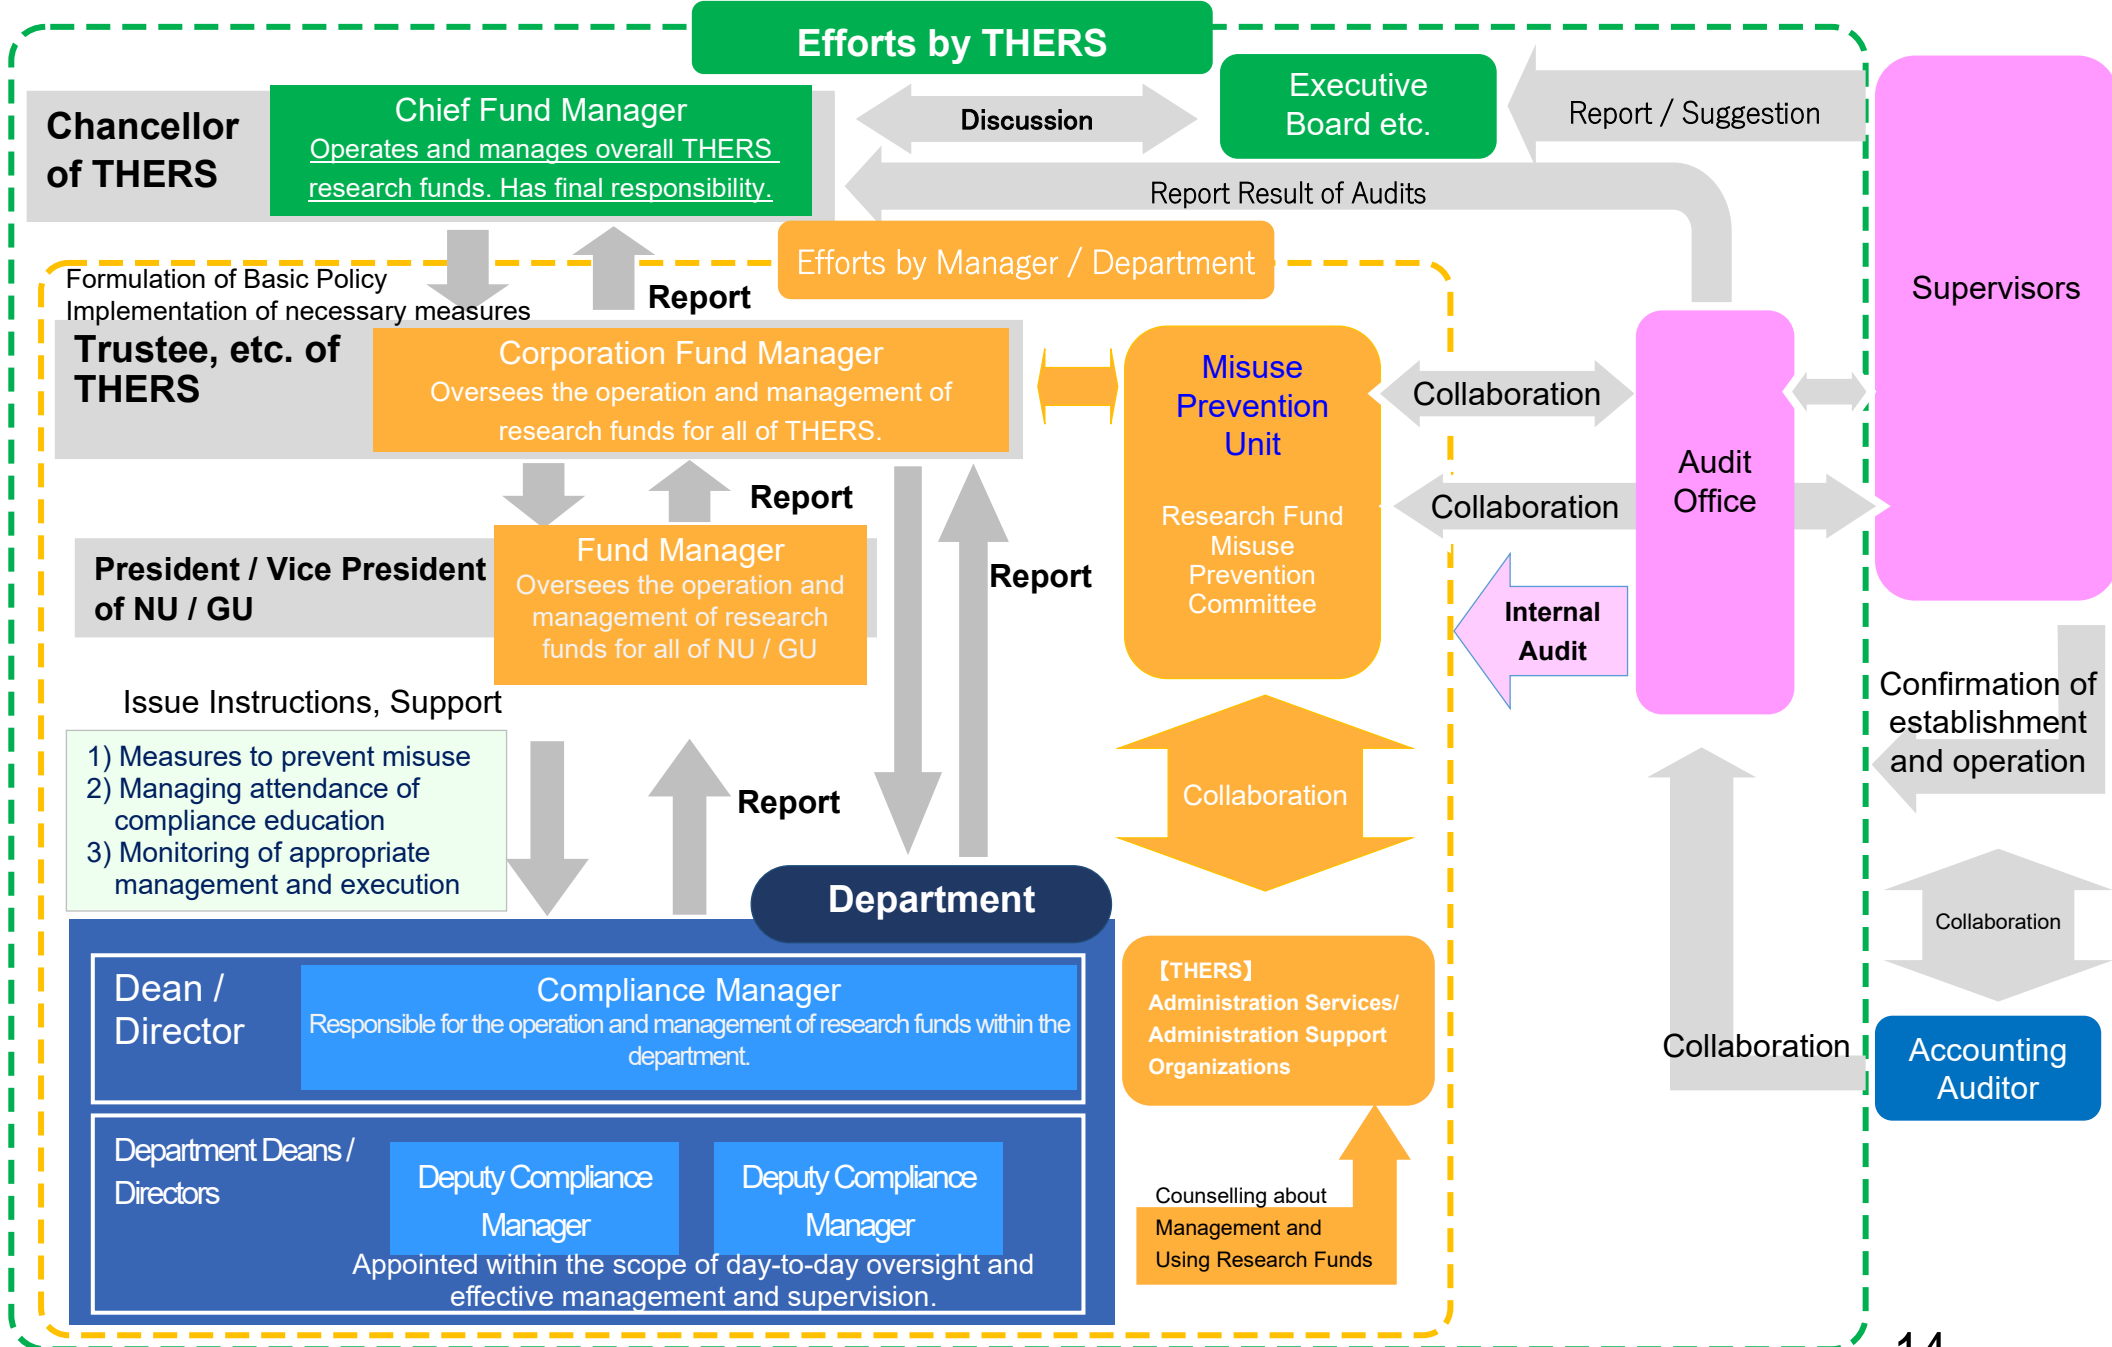 Efforts by THERS
Chancellor
of THERS
Chief Fund Manager
Operates and manages overall THERS
research funds. Has final responsibility.
Discussion
Executive
Board etc.
Report / Suggestion
Report Result of Audits
Supervisors
Efforts by Manager / Department
Formulation of Basic Policy
Implementation of necessary measures
Report
Trustee, etc. of
THERS
Corporation Fund Manager
Oversees the operation and management of
research funds for all of THERS.
Misuse
Prevention
Unit
Research Fund
Misuse
Prevention
Committee
Collaboration
Collaboration
Audit
Office
Internal
Audit
Report
President / Vice President
of NU / GU
Fund Manager
Oversees the operation and
management of research
funds for all of NU / GU
Report
Issue Instructions, Support
1) Measures to prevent misuse
2) Managing attendance of
compliance education
3) Monitoring of appropriate
management and execution
Report
Collaboration
Confirmation of
establishment
and operation
Collaboration
Department
Dean /
Director
Compliance Manager
Responsible for the operation and management of research funds within the
department.
【THERS】
Administration Services/
Administration Support
Organizations
Collaboration
Accounting
Auditor
Department Deans /
Directors
Deputy Compliance
Manager
Deputy Compliance
Manager
Appointed within the scope of day-to-day oversight and
effective management and supervision.
Counselling about
Management and
Using Research Funds
14